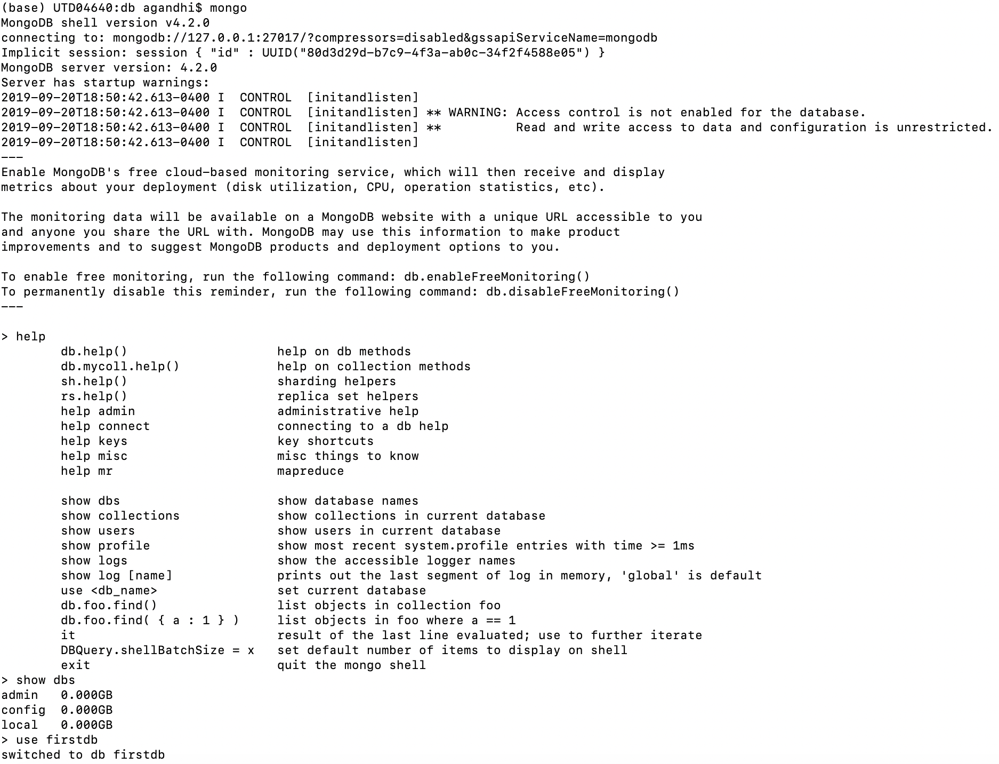 (base) UTD04640:db agandhi$ mongo
MongoDB shell version v4.2.0
connecting to: mongodb://127.0.0.1:27017/?compressors=disabled&gssapiServiceName=mongodb
Implicit session: session { "id" : UUID("80d3d29d-b7c9-4f3a-ab0c-34f2f4588e05") }
MongoDB server version: 4.2.0
Server has startup warnings:
2019-09-20T18:50:42.613-0400 I  CONTROL  [initandlisten]
2019-09-20T18:50:42.613-0400 I  CONTROL  [initandlisten] ** WARNING: Access control is not enabled for the database.
2019-09-20T18:50:42.613-0400 I  CONTROL  [initandlisten] **          Read and write access to data and configuration is unrestricted.
2019-09-20T18:50:42.613-0400 I  CONTROL  [initandlisten]
---
Enable MongoDB's free cloud-based monitoring service, which will then receive and display
metrics about your deployment (disk utilization, CPU, operation statistics, etc).

The monitoring data will be available on a MongoDB website with a unique URL accessible to you
and anyone you share the URL with. MongoDB may use this information to make product
improvements and to suggest MongoDB products and deployment options to you.

To enable free monitoring, run the following command: db.enableFreeMonitoring()
To permanently disable this reminder, run the following command: db.disableFreeMonitoring()
---

> help
        db.help()                    help on db methods
        db.mycoll.help()             help on collection methods
        sh.help()                    sharding helpers
        rs.help()                    replica set helpers
        help admin                   administrative help
        help connect                 connecting to a db help
        help keys                    key shortcuts
        help misc                    misc things to know
        help mr                      mapreduce

        show dbs                     show database names
        show collections             show collections in current database
        show users                   show users in current database
        show profile                 show most recent system.profile entries with time >= 1ms
        show logs                    show the accessible logger names
        show log [name]              prints out the last segment of log in memory, 'global' is default
        use <db_name>                set current database
        db.foo.find()                list objects in collection foo
        db.foo.find( { a : 1 } )     list objects in foo where a == 1
        it                           result of the last line evaluated; use to further iterate
        DBQuery.shellBatchSize = x   set default number of items to display on shell
        exit                         quit the mongo shell
> show dbs
admin   0.000GB
config  0.000GB
local   0.000GB
> use firstdb
switched to db firstdb